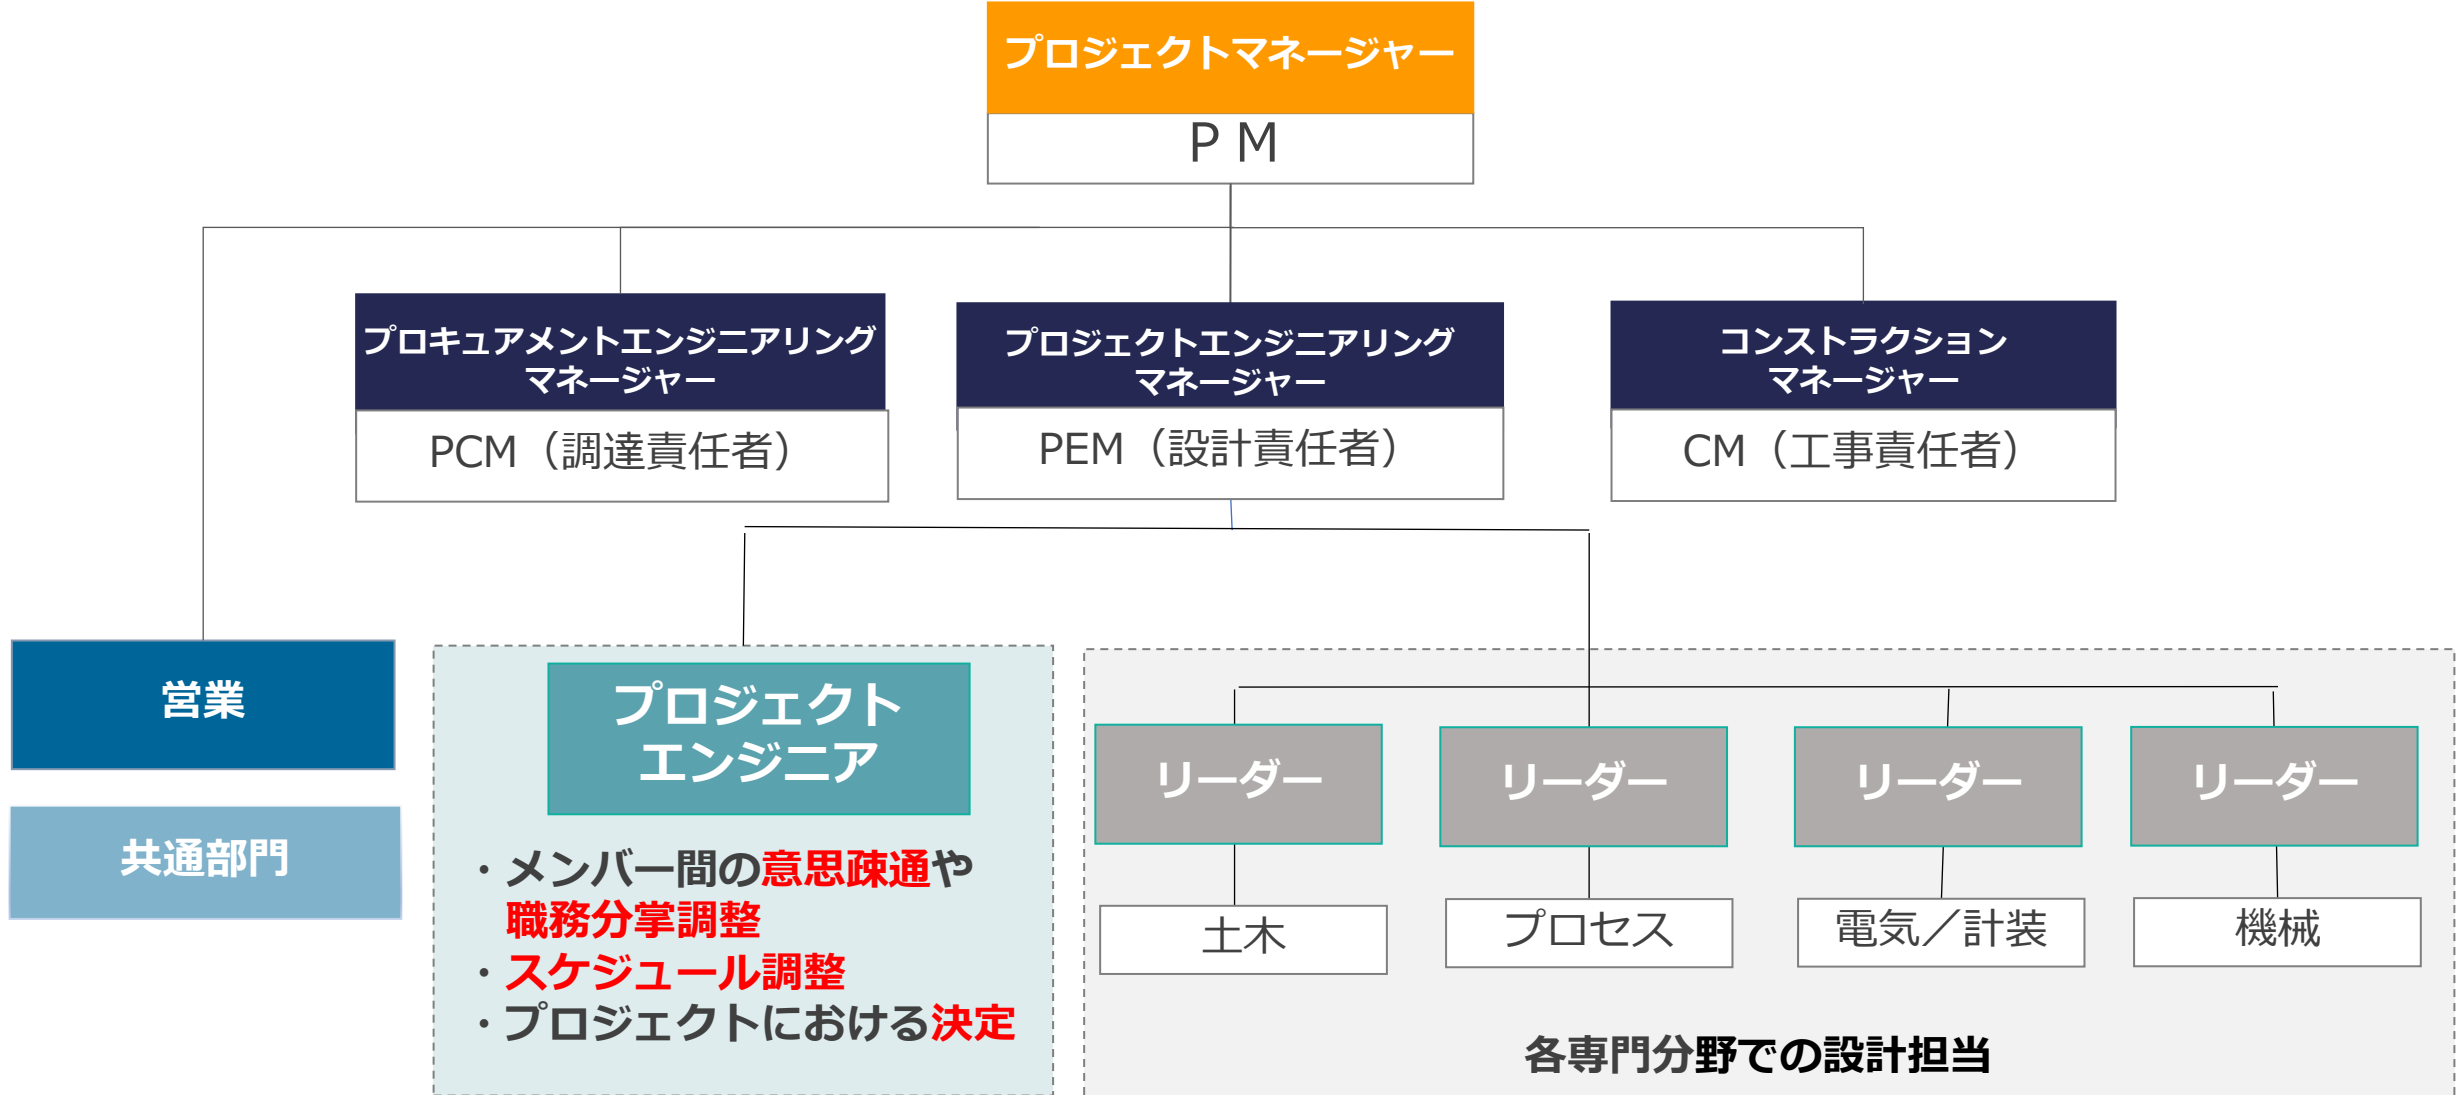 プロジェクトマネージャー
ＰＭ
プロキュアメントエンジニアリング
マネージャー
PCM（調達責任者）
プロジェクトエンジニアリング
マネージャー
PEM（設計責任者）
コンストラクション
マネージャー
CM（工事責任者）
営業
共通部門
プロジェクト
エンジニア
・メンバー間の意思疎通や
職務分掌調整
・スケジュール調整
・プロジェクトにおける決定
リーダー
リーダー
リーダー
リーダー
土木
プロセス
電気／計装
機械
各専門分野での設計担当